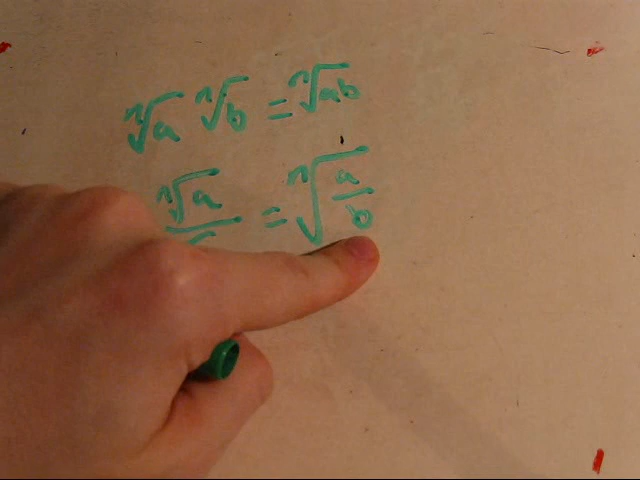 ⁿ√a ⁿ√b = ⁿ√ab
ⁿ√a/√ = ⁿ√(a/b)